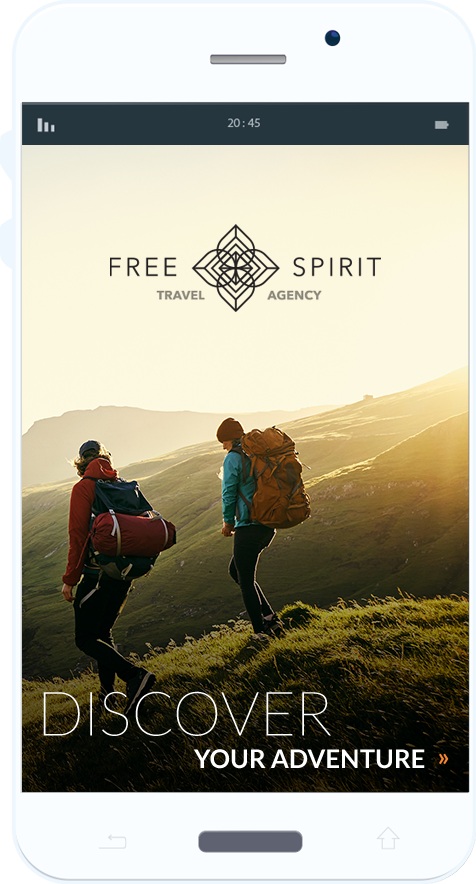 20 : 45
FREE SPIRIT
TRAVEL AGENCY
DISCOVER
YOUR ADVENTURE »